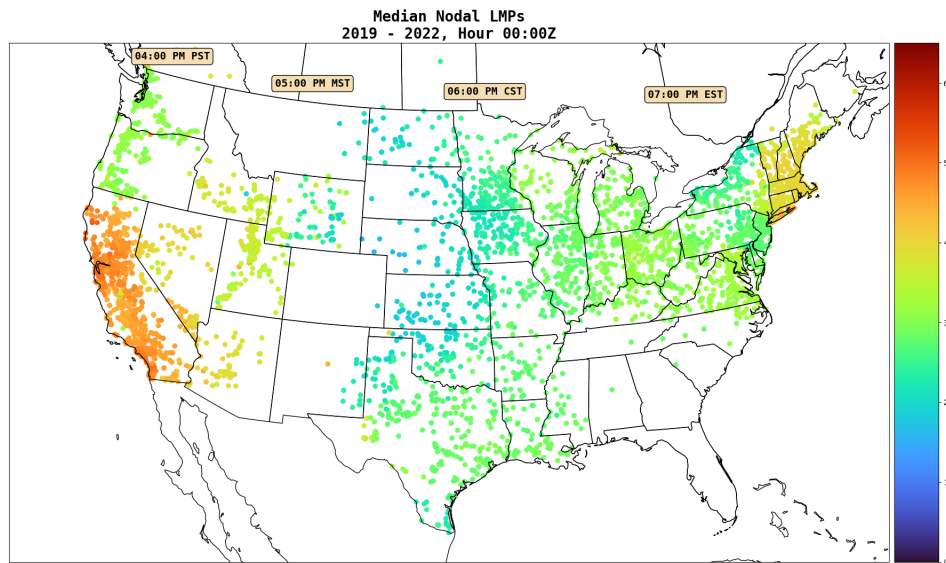 Median Nodal LMPs
2019 - 2022, Hour 00:00Z
04:00 PM PST
05:00 PM MST
06:00 PM CST
07:00 PM EST